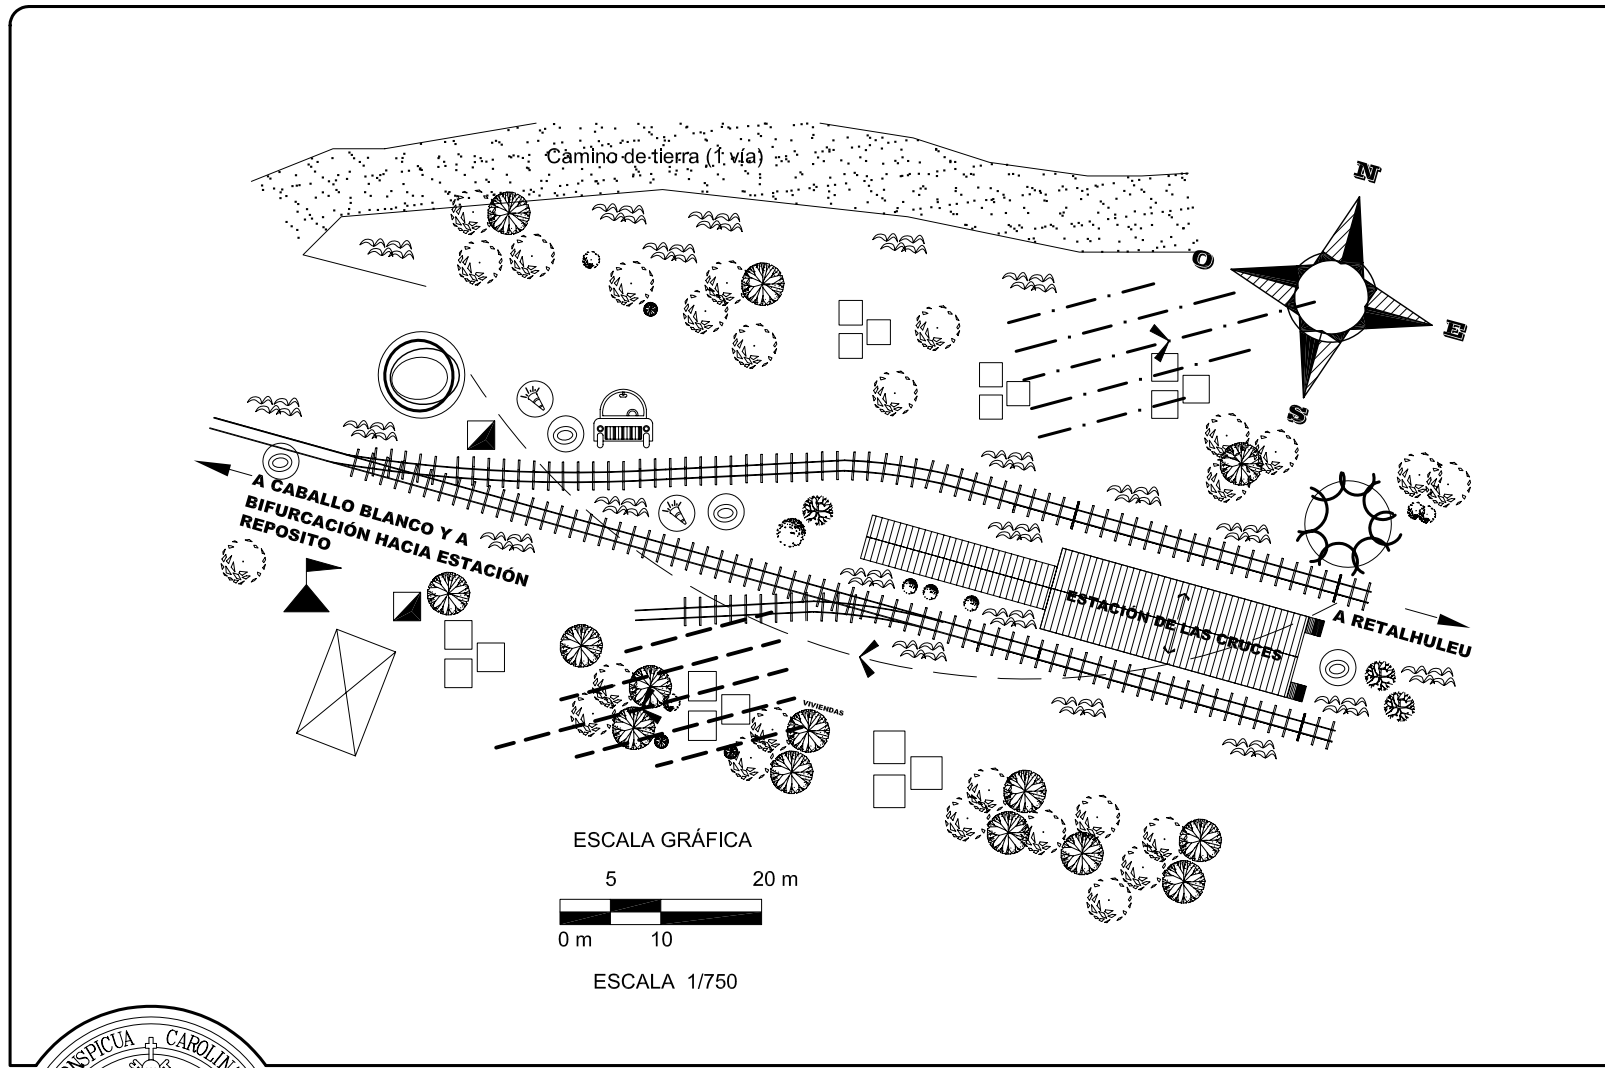 Camino de tierra (1 vía)
N
O
E
S
A CABALLO BLANCO Y A
BIFURCACIÓN HACIA ESTACIÓN
REPOSITO
ESTACIÓN DE LAS CRUCES
A RETALHULEU
VIVIENDAS
ESCALA GRÁFICA
5 20 m
0 m 10
ESCALA 1/750
CAROLINA